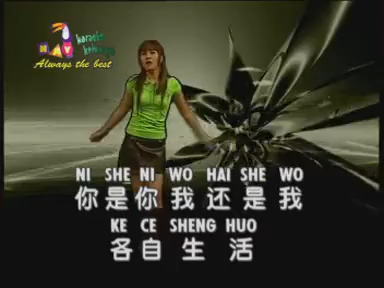 karaoke
Always the best
NI SHE NI WO HAI SHE WO
你是你我还是我
KE CE SHENG HUO
各自生活